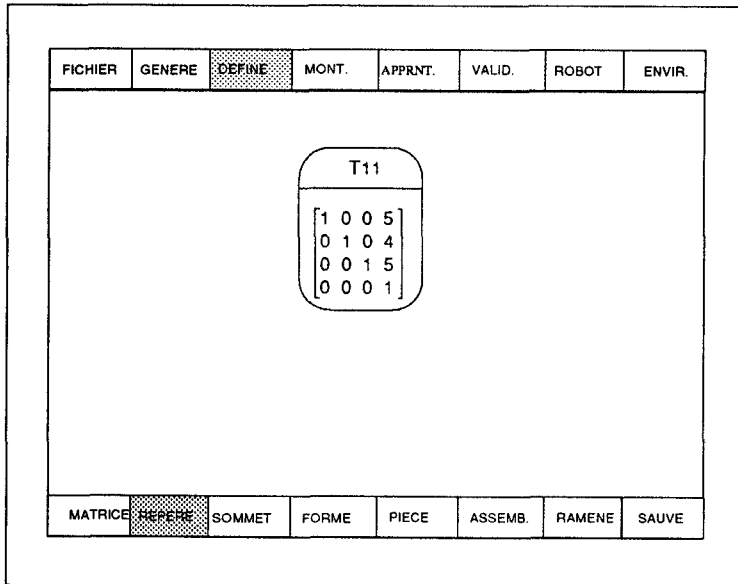 FICHIER GENERE DEFINE MONT. APPRNT. VALID. ROBOT ENVIR.
T11
1 0 0 5
0 1 0 4
0 0 1 5
0 0 0 1
MATRICE REPERE SOMMET FORME PIECE ASSEMB. RAMENE SAUVE